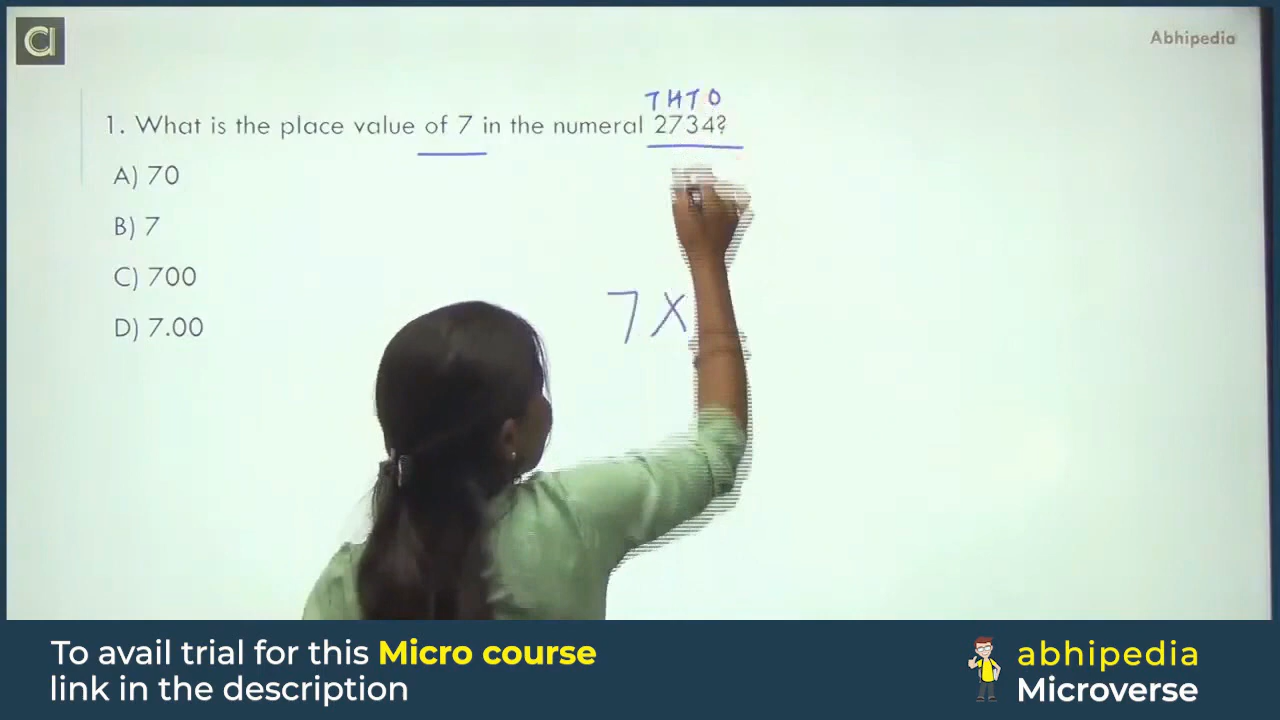 a
Abhipedia
T H T O
1. What is the place value of 7 in the numeral 2734?
A) 70
B) 7
C) 700
D) 7.00
7 X
To avail trial for this Micro course
link in the description
abhipedia
Microverse